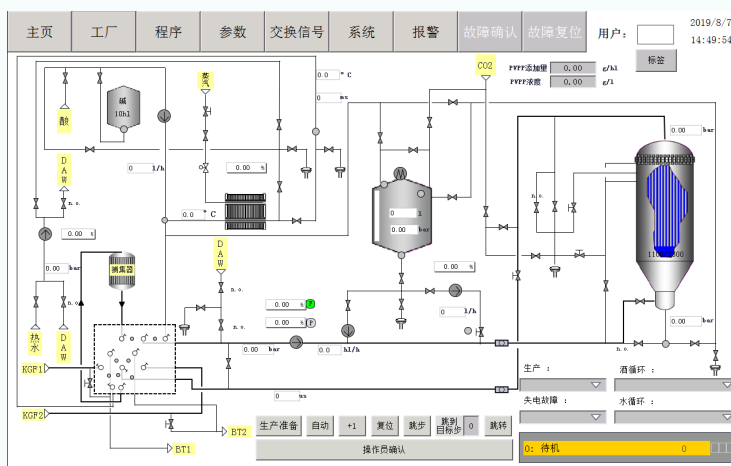 主页 工厂 程序 参数 交换信号 系统 报警 故障确认 故障复位 用户： 2019/8/7
14:49:54
标签
CO2 PVPP添加量 0.00 g/hl
PVPP浓度 0.00 g/l
蒸汽
0.0 ° C
0 ms
碱
10hl
酸
0.00 bar
DAW
0 l/h
0.00 %
n.o.
n.o.
0.0 ° C
0 l
0.00 bar
0.00 %
DAW
0.00 %
1100
0.00 bar
捕集器
n.o.
n.o.
0.00 % P
0 l/h
0.00 % P
n.o.
0.00 bar
热水
DAW
0.00 bar
0.0 hl/h
n.o.
KGF1
生产 ：
酒循环 ：
0
失电故障 ：
水循环 ：
KGF2
BT2
BT1
生产准备 自动 +1 复位 跳步 跳到目标步 0 跳转
操作员确认
0: 待机 0